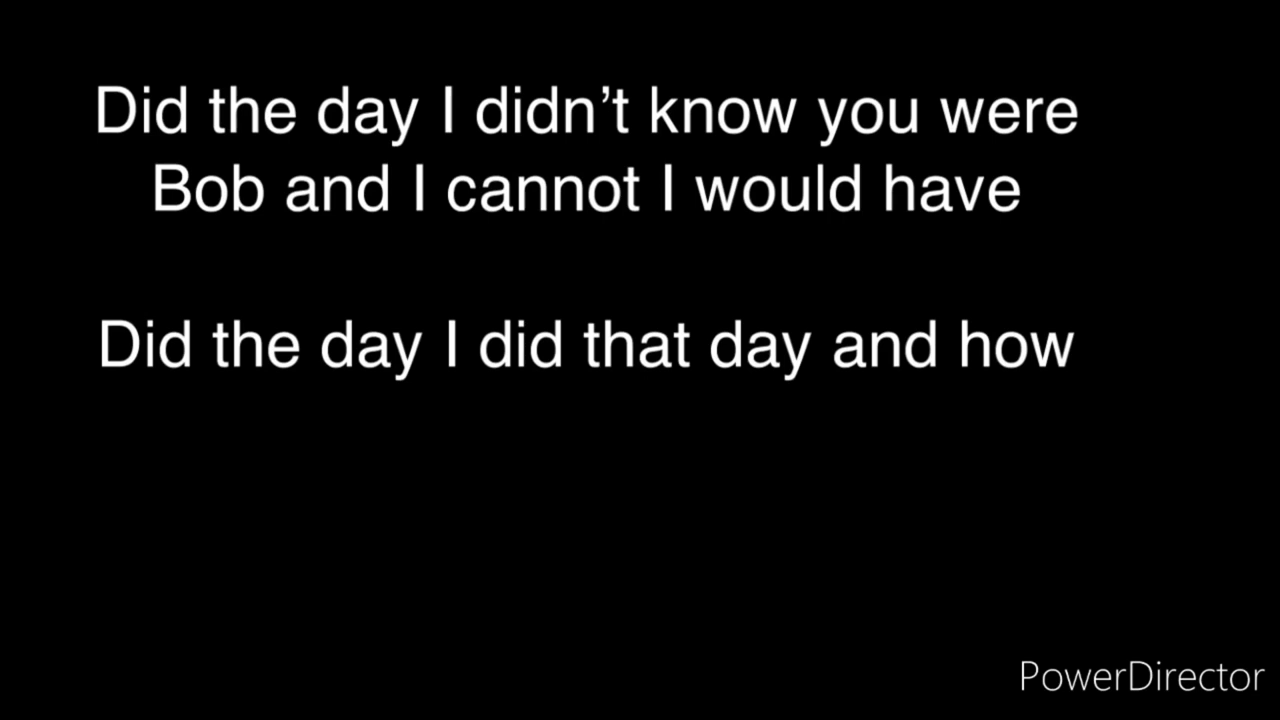 Did the day I didn’t know you were
Bob and I cannot I would have
Did the day I did that day and how
PowerDirector